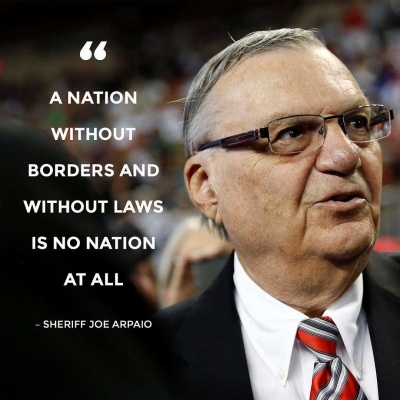 “
A NATION
WITHOUT
BORDERS AND
WITHOUT LAWS
IS NO NATION
AT ALL
– SHERIFF JOE ARPAIO